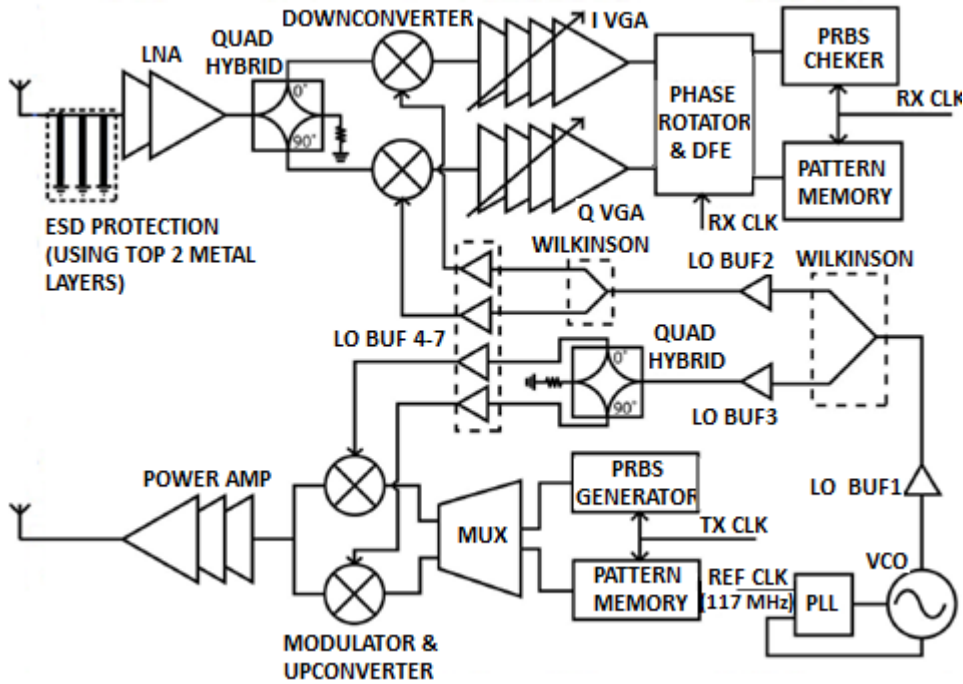 DOWNCONVERTER
I VGA
QUAD
HYBRID
LNA
0°
90°
PRBS
CHEKER
PHASE
ROTATOR
& DFE
RX CLK
PATTERN
MEMORY
Q VGA
RX CLK
ESD PROTECTION
(USING TOP 2 METAL
LAYERS)
WILKINSON
LO BUF2
WILKINSON
LO BUF 4-7
QUAD
HYBRID
0°
90°
LO BUF3
POWER AMP
PRBS
GENERATOR
LO BUF1
MUX
TX CLK
PATTERN
MEMORY
REF CLK
(117 MHz)
PLL
VCO
MODULATOR &
UPCONVERTER